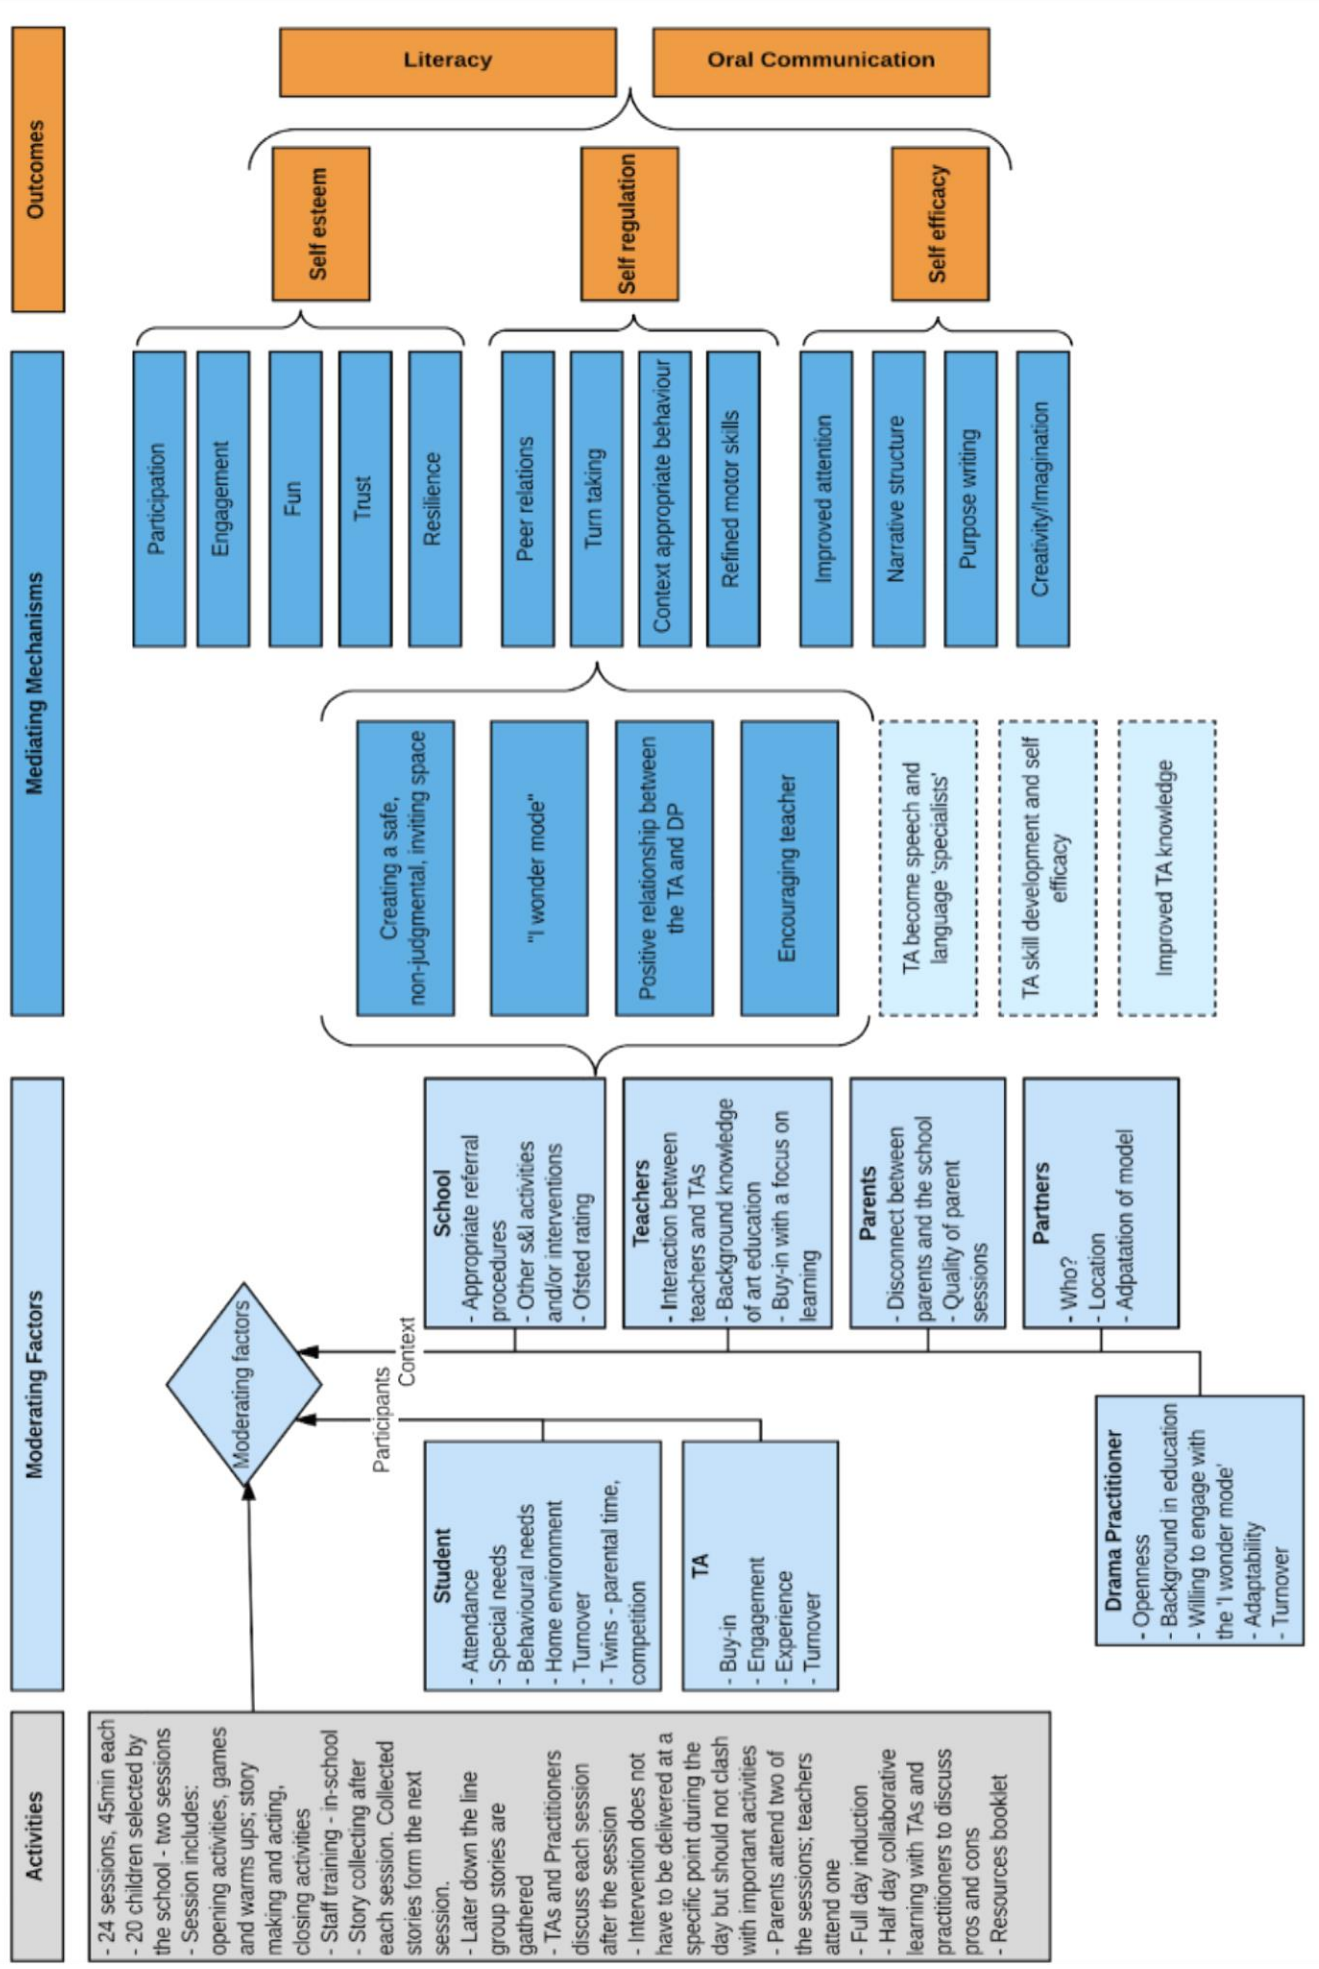 Activities
Moderating Factors
Mediating Mechanisms
Outcomes
- 24 sessions, 45min each
- 20 children selected by
the school - two sessions
- Session includes:
opening activities, games
and warns ups; story
making and acting,
closing activities
- Staff training - in-school
- Story collecting after
each session. Collected
stories form the next
session.
- Later down the line
group stories are
gathered
- TAs and Practitioners
discuss each session
after the session
- Intervention does not
have to be delivered at a
specific point during the
day but should not clash
with important activities
- Parents attend two of
the sessions; teachers
attend one
- Full day induction
- Half day collaborative
learning with TAs and
practitioners to discuss
pros and cons
- Resources booklet
Moderating factors
Participants
Context
Student
- Attendance
- Special needs
- Behavioural needs
- Home environment
- Turnover
- Twins - parental time,
competition
TA
- Buy-in
- Engagement
- Experience
- Turnover
Drama Practitioner
- Openness
- Background in education
- Willing to engage with
the 'I wonder mode'
- Adaptability
- Turnover
School
- Appropriate referral
procedures
- Other s&l activities
and/or interventions
- Ofsted rating
Teachers
- Interaction between
teachers and TAs
- Background knowledge
of art education
- Buy-in with a focus on
learning
Parents
- Disconnect between
parents and the school
- Quality of parent
sessions
Partners
- Who?
- Location
- Adpatation of model
Creating a safe,
non-judgmental, inviting space
"I wonder mode"
Positive relationship between
the TA and DP
Encouraging teacher
TA become speech and
language 'specialists'
TA skill development and self
efficacy
Improved TA knowledge
Participation
Engagement
Fun
Trust
Resilience
Peer relations
Turn taking
Context appropriate behaviour
Refined motor skills
Improved attention
Narrative structure
Purpose writing
Creativity/Imagination
Self esteem
Self regulation
Self efficacy
Literacy
Oral Communication